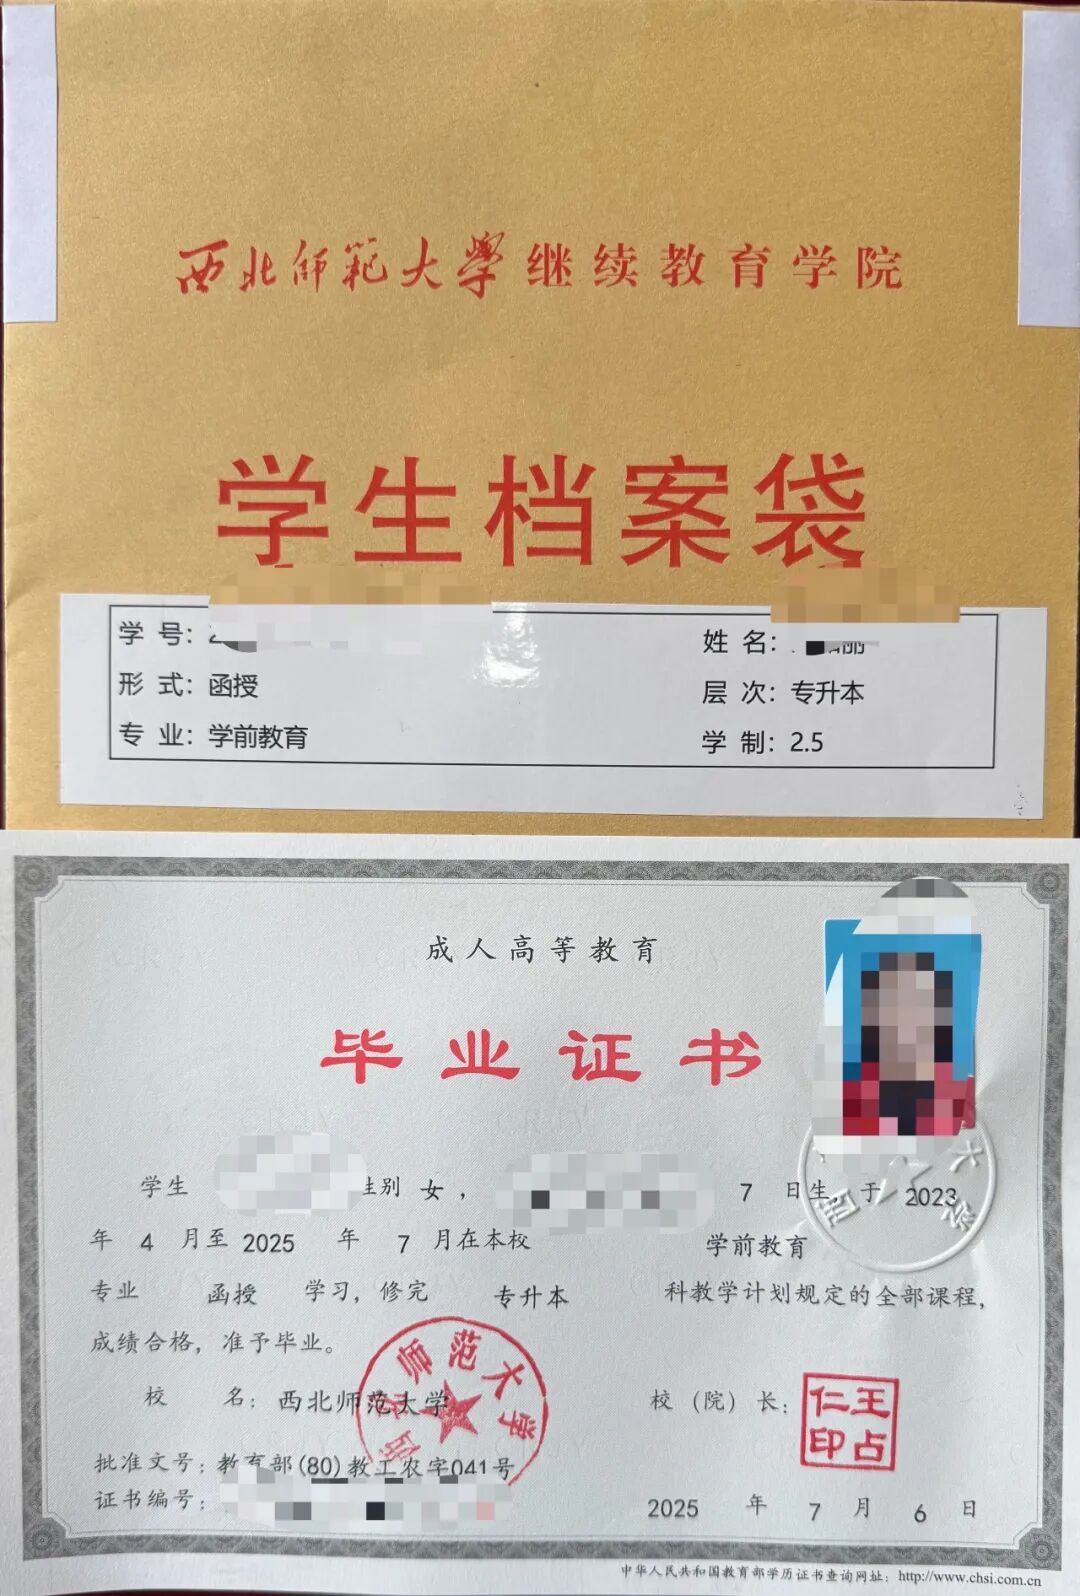 西北师范大学继续教育学院
学生档案袋
学 号：
姓 名：
形 式：函授
层 次：专升本
专 业：学前教育
学 制：2.5
成人高等教育
毕业证书
学生 性别 女， 7 日生，于 2023
年 4 月至 2025 年 7 月在本校 学前教育
专业 函授 学习，修完 专升本 科教学计划规定的全部课程，
成绩合格，准予毕业。
校 名：西北师范大学
校（院）长：
王占仁印
师范大学
批准文号：教育部(80)教工农字041号
证书编号：
2025 年 7 月 6 日
中华人民共和国教育部学历证书查询网址：http://www.chsi.com.cn